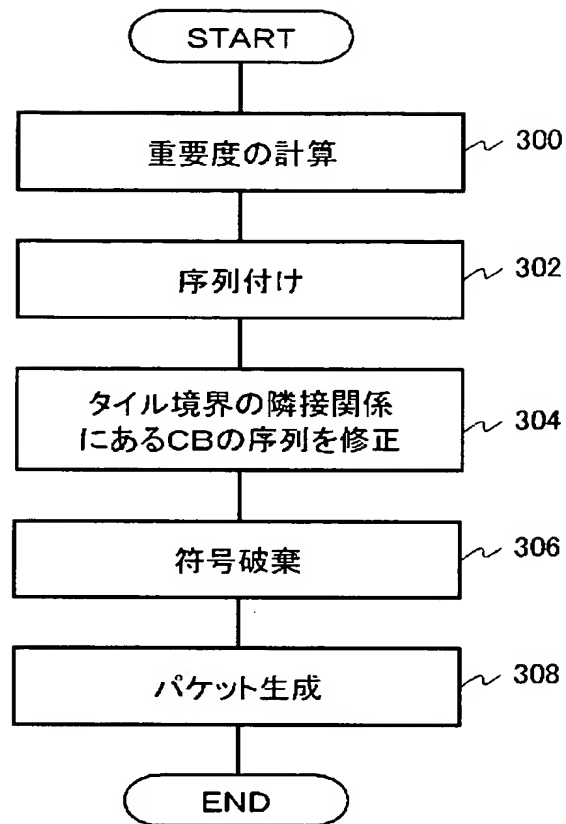 START
重要度の計算
300
序列付け
302
タイル境界の隣接関係
にあるCBの序列を修正
304
符号破棄
306
パケット生成
308
END